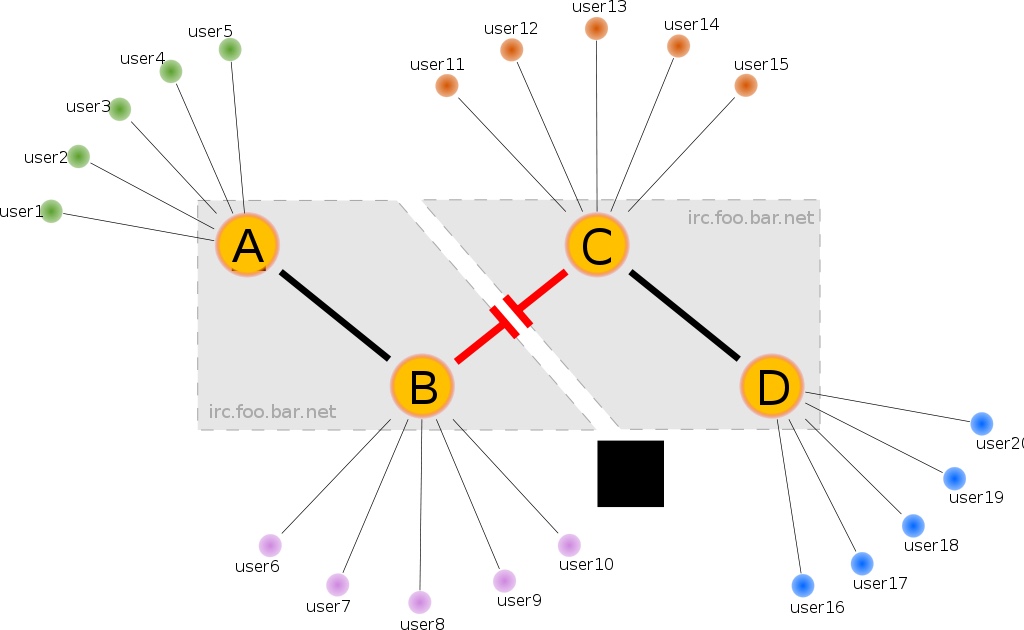 user13
user14
user12
user5
user4
user11
user15
user3
user2
user1
irc.foo.bar.net
A
C
B
D
irc.foo.bar.net
user20
user19
user18
user10
user6
user17
user9
user7
user16
user8